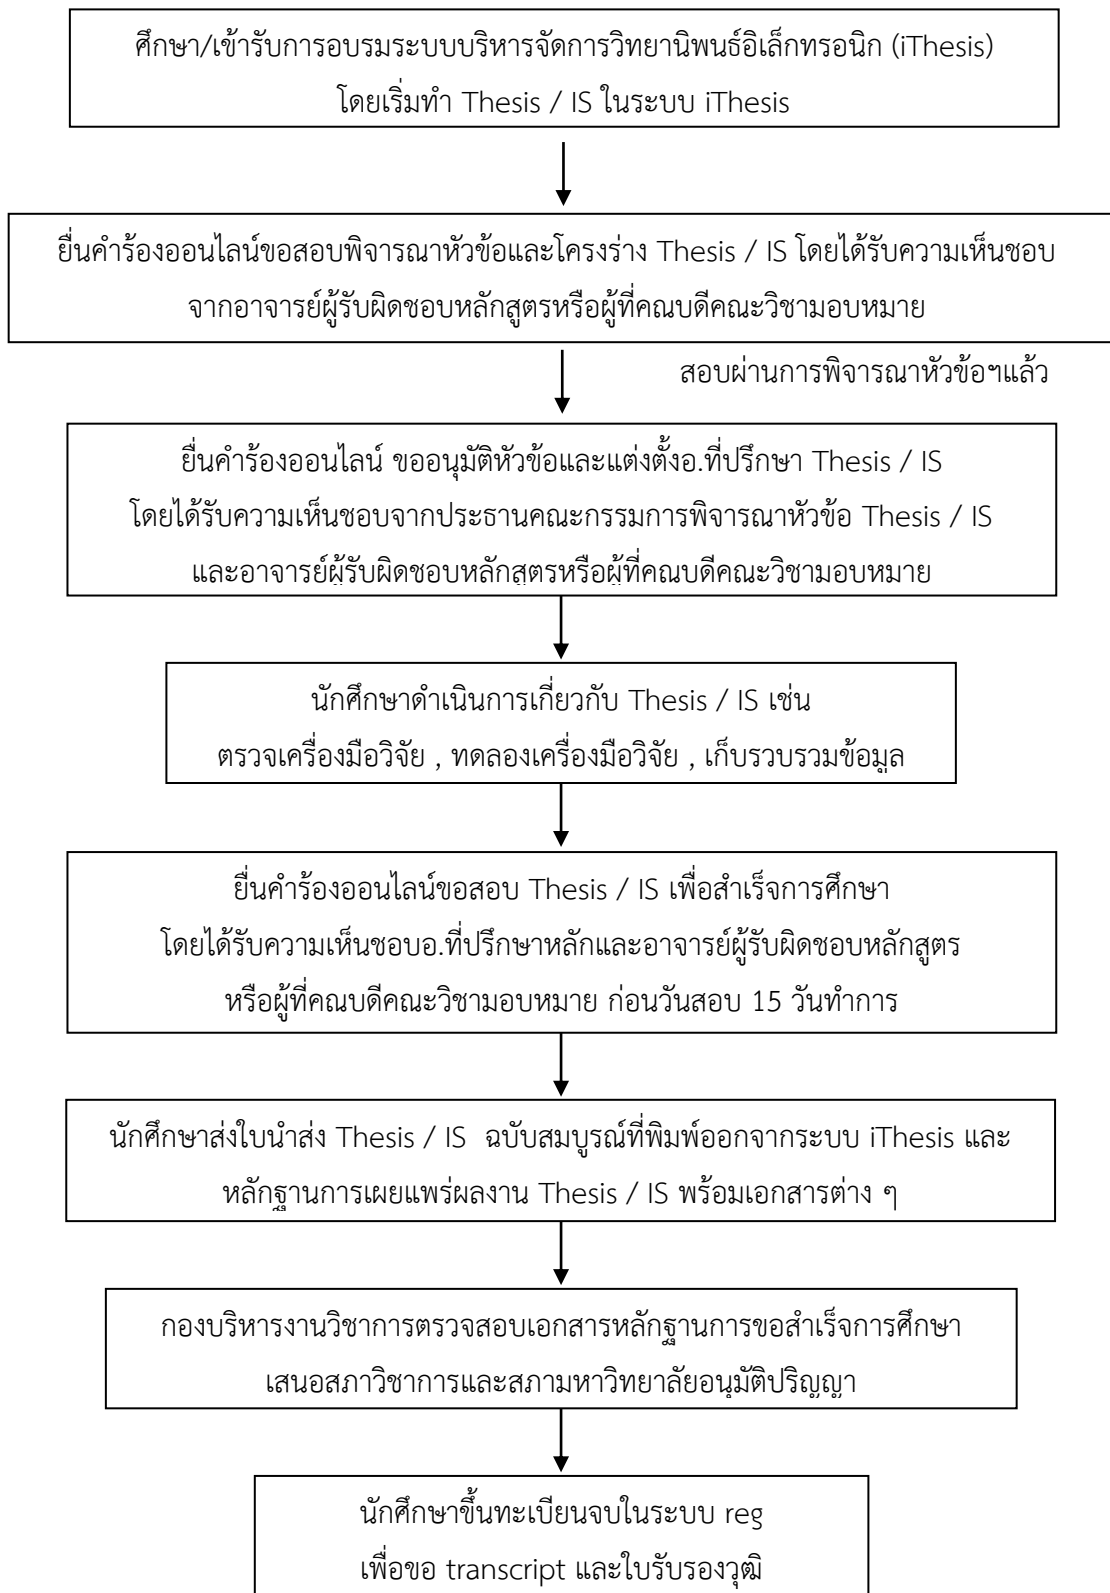 ศึกษา/เข้ารับการอบรมระบบบริหารจัดการวิทยานิพนธ์อิเล็กทรอนิก (iThesis)
โดยเริ่มทำ Thesis / IS ในระบบ iThesis
ยื่นคำร้องออนไลน์ขอสอบพิจารณาหัวข้อและโครงร่าง Thesis / IS โดยได้รับความเห็นชอบ
จากอาจารย์ผู้รับผิดชอบหลักสูตรหรือผู้ที่คณบดีคณะวิชามอบหมาย
สอบผ่านการพิจารณาหัวข้อฯแล้ว
ยื่นคำร้องออนไลน์ ขออนุมัติหัวข้อและแต่งตั้งอ.ที่ปรึกษา Thesis / IS
โดยได้รับความเห็นชอบจากประธานคณะกรรมการพิจารณาหัวข้อ Thesis / IS
และอาจารย์ผู้รับผิดชอบหลักสูตรหรือผู้ที่คณบดีคณะวิชามอบหมาย
นักศึกษาดำเนินการเกี่ยวกับ Thesis / IS เช่น
ตรวจเครื่องมือวิจัย , ทดลองเครื่องมือวิจัย , เก็บรวบรวมข้อมูล
ยื่นคำร้องออนไลน์ขอสอบ Thesis / IS เพื่อสำเร็จการศึกษา
โดยได้รับความเห็นชอบอ.ที่ปรึกษาหลักและอาจารย์ผู้รับผิดชอบหลักสูตร
หรือผู้ที่คณบดีคณะวิชามอบหมาย ก่อนวันสอบ 15 วันทำการ
นักศึกษาส่งใบนำส่ง Thesis / IS ฉบับสมบูรณ์ที่พิมพ์ออกจากระบบ iThesis และ
หลักฐานการเผยแพร่ผลงาน Thesis / IS พร้อมเอกสารต่าง ๆ
กองบริหารงานวิชาการตรวจสอบเอกสารหลักฐานการขอสำเร็จการศึกษา
เสนอสภาวิชาการและสภามหาวิทยาลัยอนุมัติปริญญา
นักศึกษาขึ้นทะเบียนจบในระบบ reg
เพื่อขอ transcript และใบรับรองวุฒิ